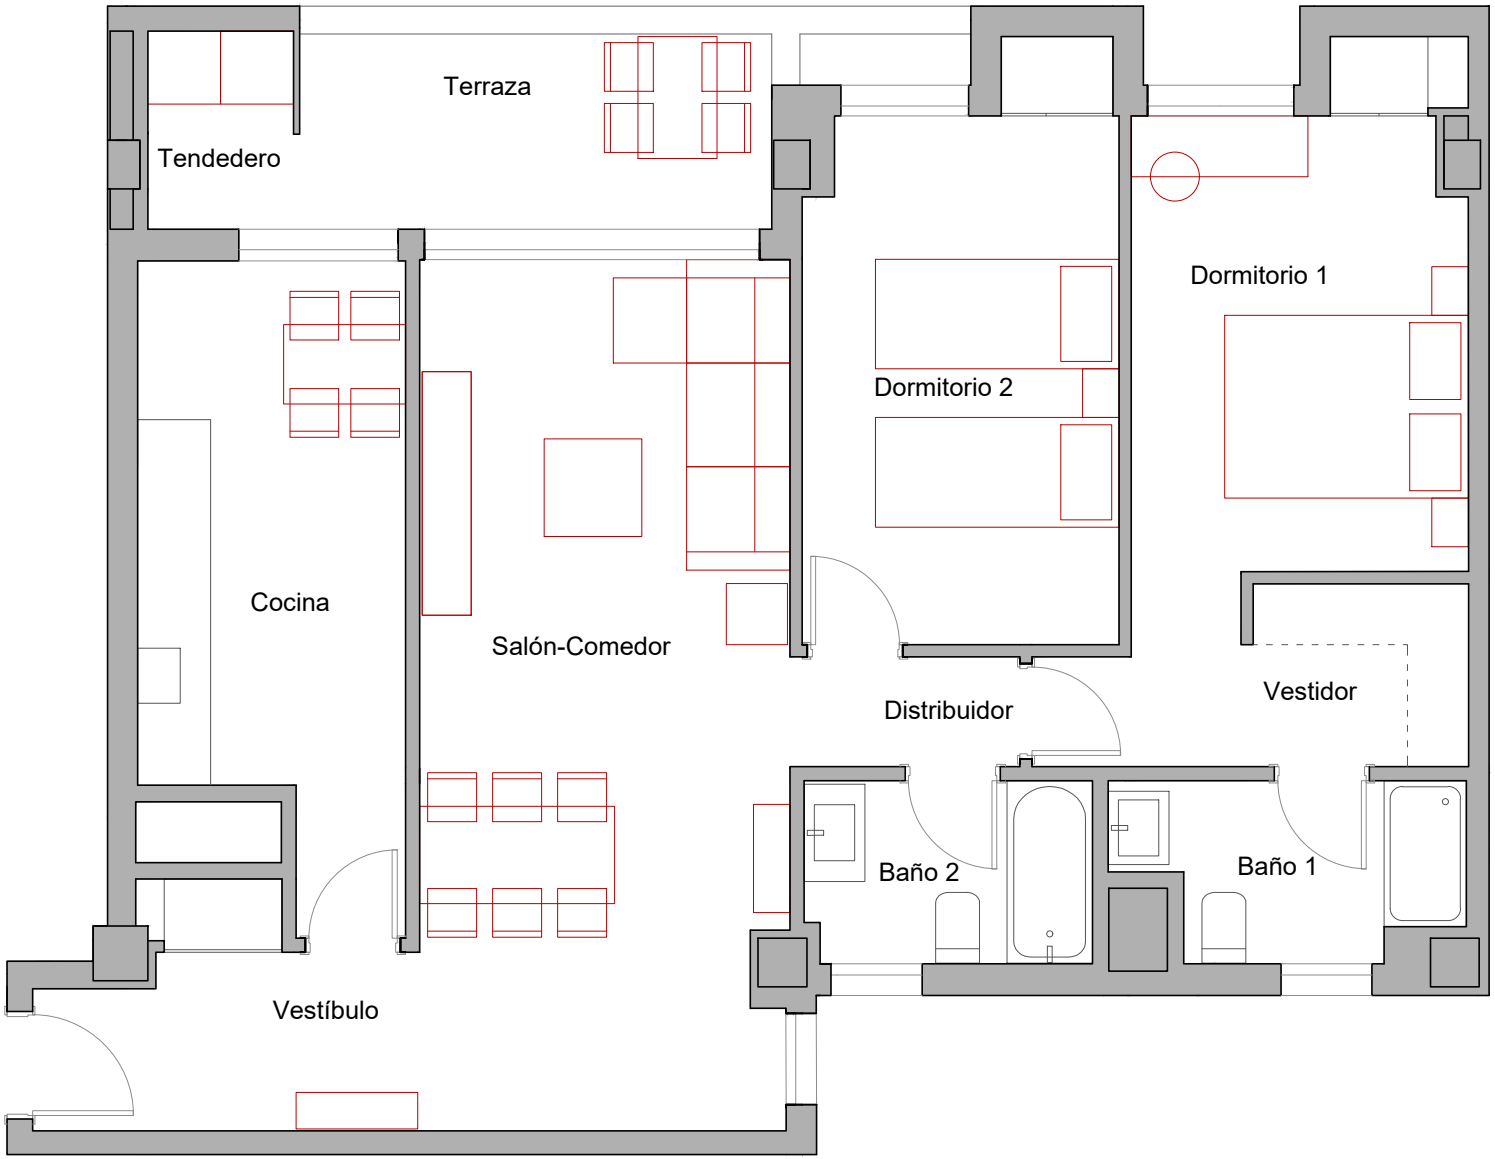 Terraza
Tendedero
Dormitorio 1
Dormitorio 2
Cocina
Salón-Comedor
Vestidor
Distribuidor
Baño 1
Baño 2
Vestíbulo